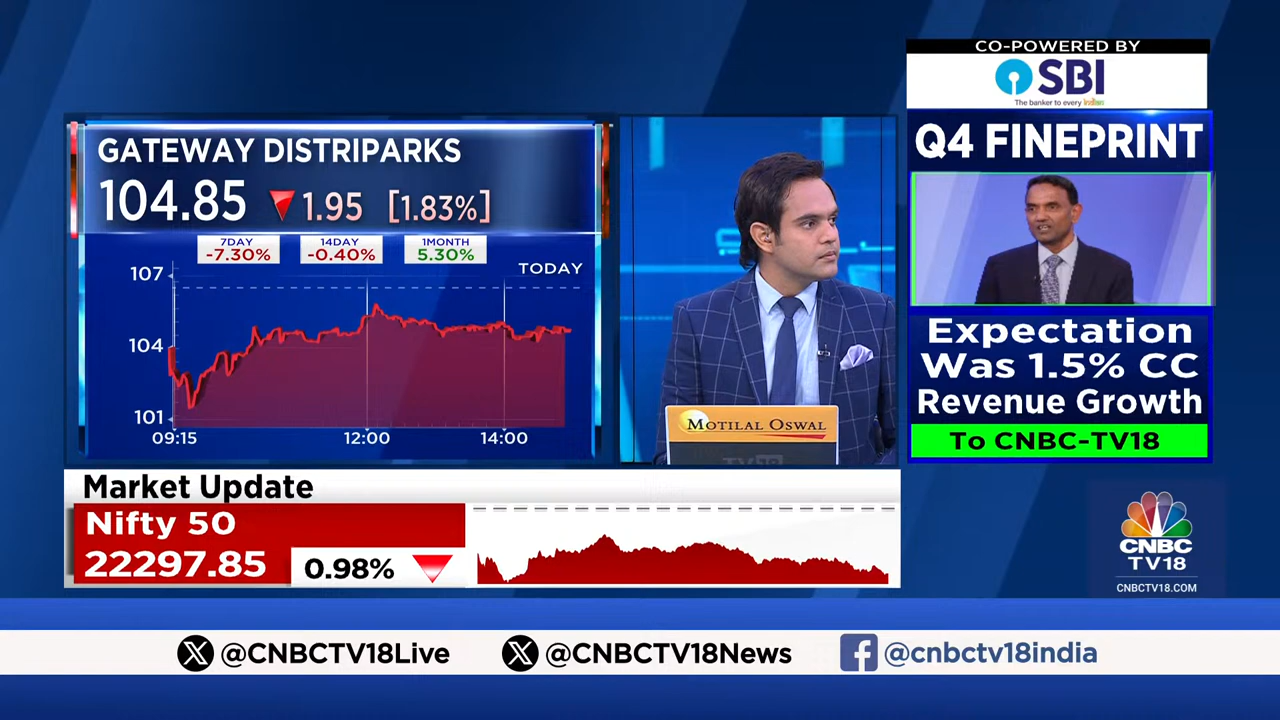 CO-POWERED BY
SBI
The banker to every Indian
Q4 FINEPRINT
GATEWAY DISTRIPARKS
104.85 ▼ 1.95 [1.83%]
7DAY
-7.30%
14DAY
-0.40%
1MONTH
5.30%
TODAY
107
104
101
09:15 12:00 14:00
MOTILAL OSWAL
TV18
Expectation
Was 1.5% CC
Revenue Growth
To CNBC-TV18
Market Update
Nifty 50
22297.85
0.98%
CNBC
TV18
CNBCTV18.COM
@CNBCTV18Live
@CNBCTV18News
@cnbctv18india